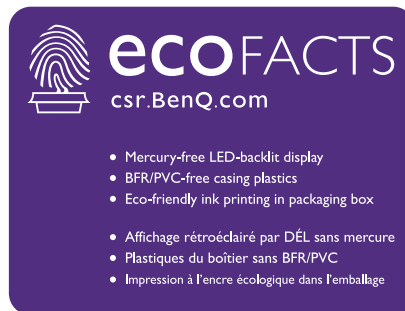 ecoFACTS
csr.BenQ.com
• Mercury-free LED-backlit display
• BFR/PVC-free casing plastics
• Eco-friendly ink printing in packaging box
• Affichage rétroéclairé par DÉL sans mercure
• Plastiques du boîtier sans BFR/PVC
• Impression à l'encre écologique dans l'emballage